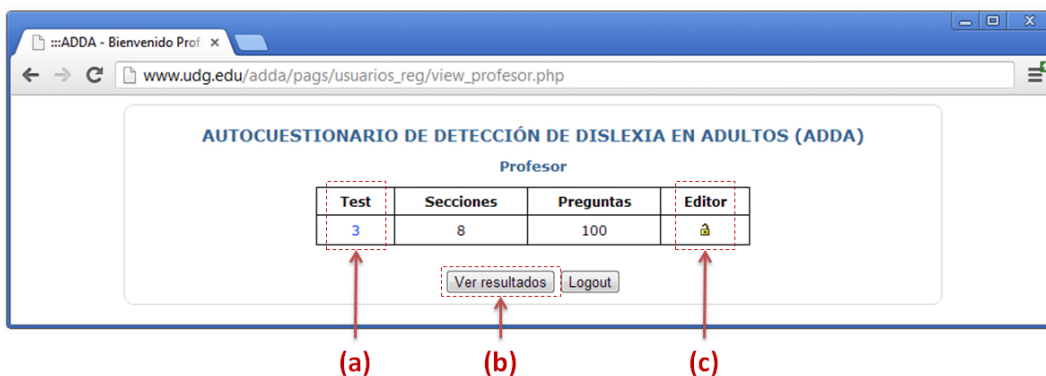 :::ADDA - Bienvenido Prof
www.udg.edu/adda/pags/usuarios_reg/view_profesor.php
AUTOCUESTIONARIO DE DETECCIÓN DE DISLEXIA EN ADULTOS (ADDA)
Profesor
Test Secciones Preguntas Editor
3 8 100
Ver resultados Logout
(a) (b) (c)